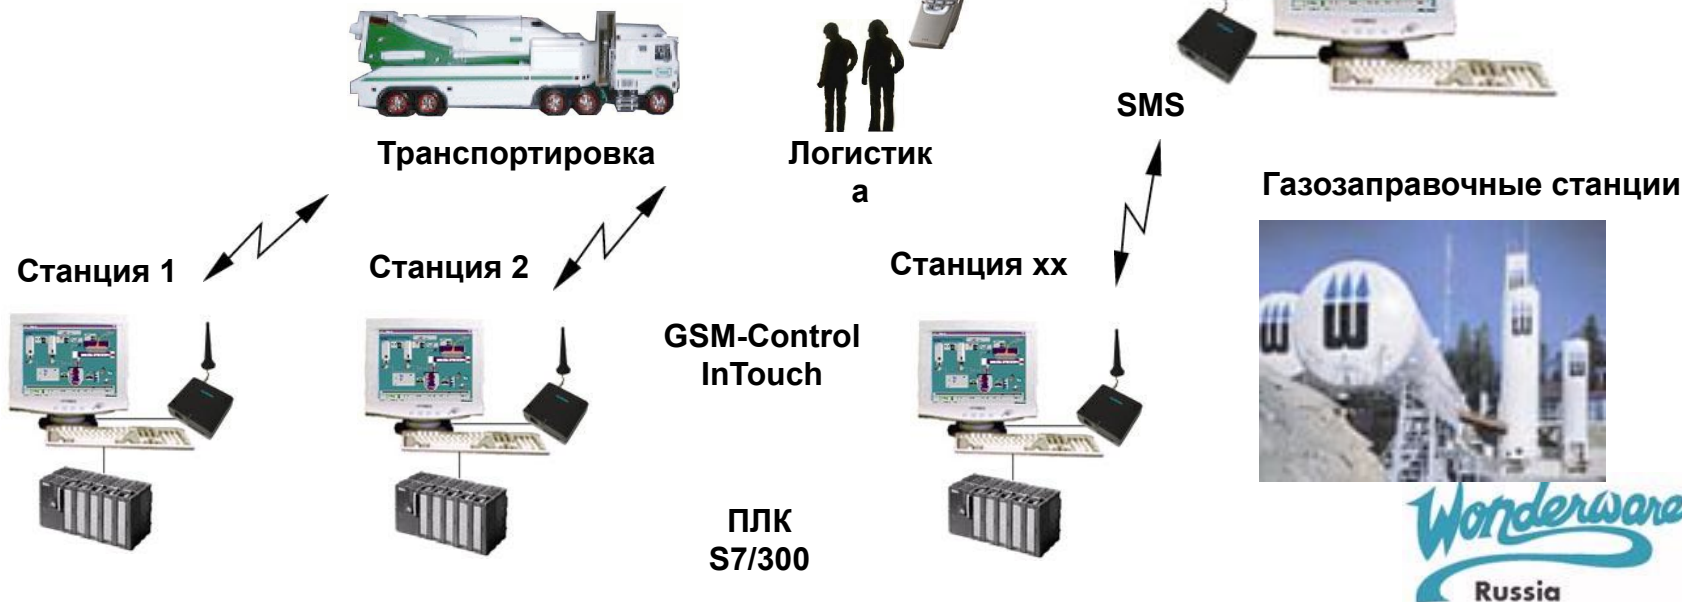 SMS
Транспортировка
Логистик
а
Газозаправочные станции
Станция 1
Станция 2
Станция xx
GSM-Control
InTouch
ПЛК
S7/300
Wonderware
Russia